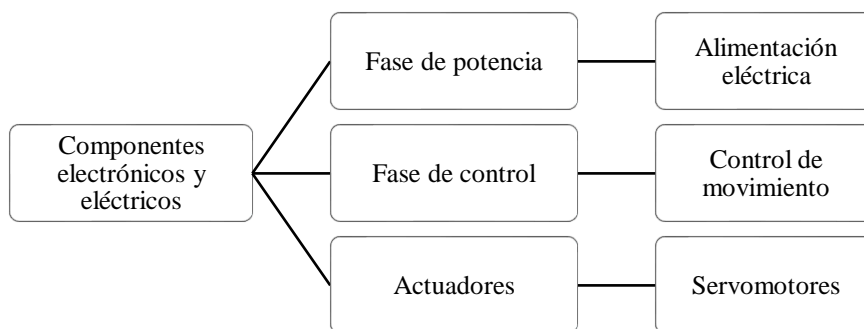 Fase de potencia
Alimentación
eléctrica
Componentes
electrónicos y
eléctricos
Fase de control
Control de
movimiento
Actuadores
Servomotores